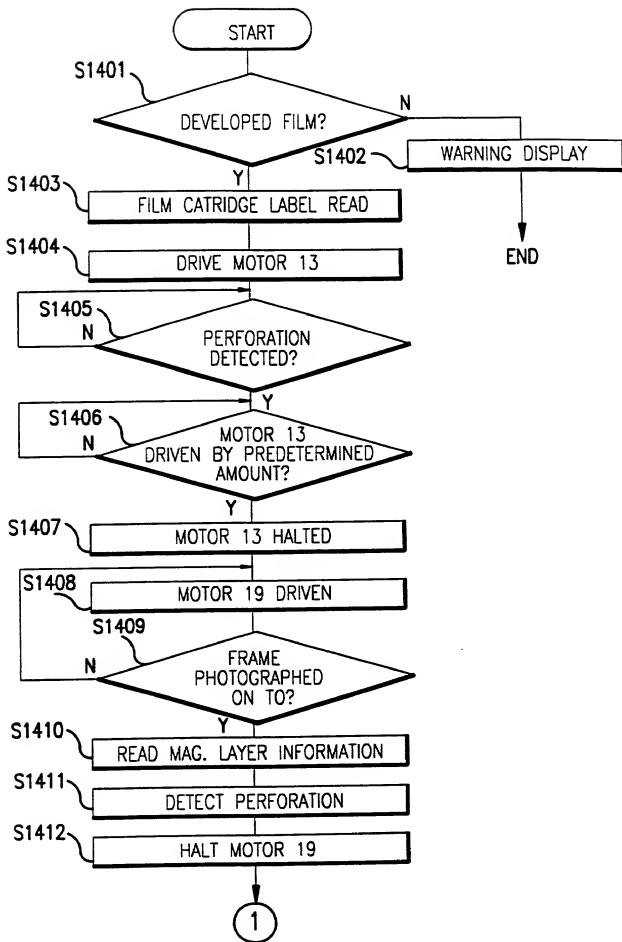 START
S1401
DEVELOPED FILM?
N
S1402
WARNING DISPLAY
END
Y
S1403
FILM CATRIDGE LABEL READ
S1404
DRIVE MOTOR 13
S1405
N
PERFORATION
DETECTED?
Y
S1406
N
MOTOR 13
DRIVEN BY PREDETERMINED
AMOUNT?
Y
S1407
MOTOR 13 HALTED
S1408
MOTOR 19 DRIVEN
S1409
N
FRAME
PHOTOGRAPHED
ON TO?
Y
S1410
READ MAG. LAYER INFORMATION
S1411
DETECT PERFORATION
S1412
HALT MOTOR 19
1